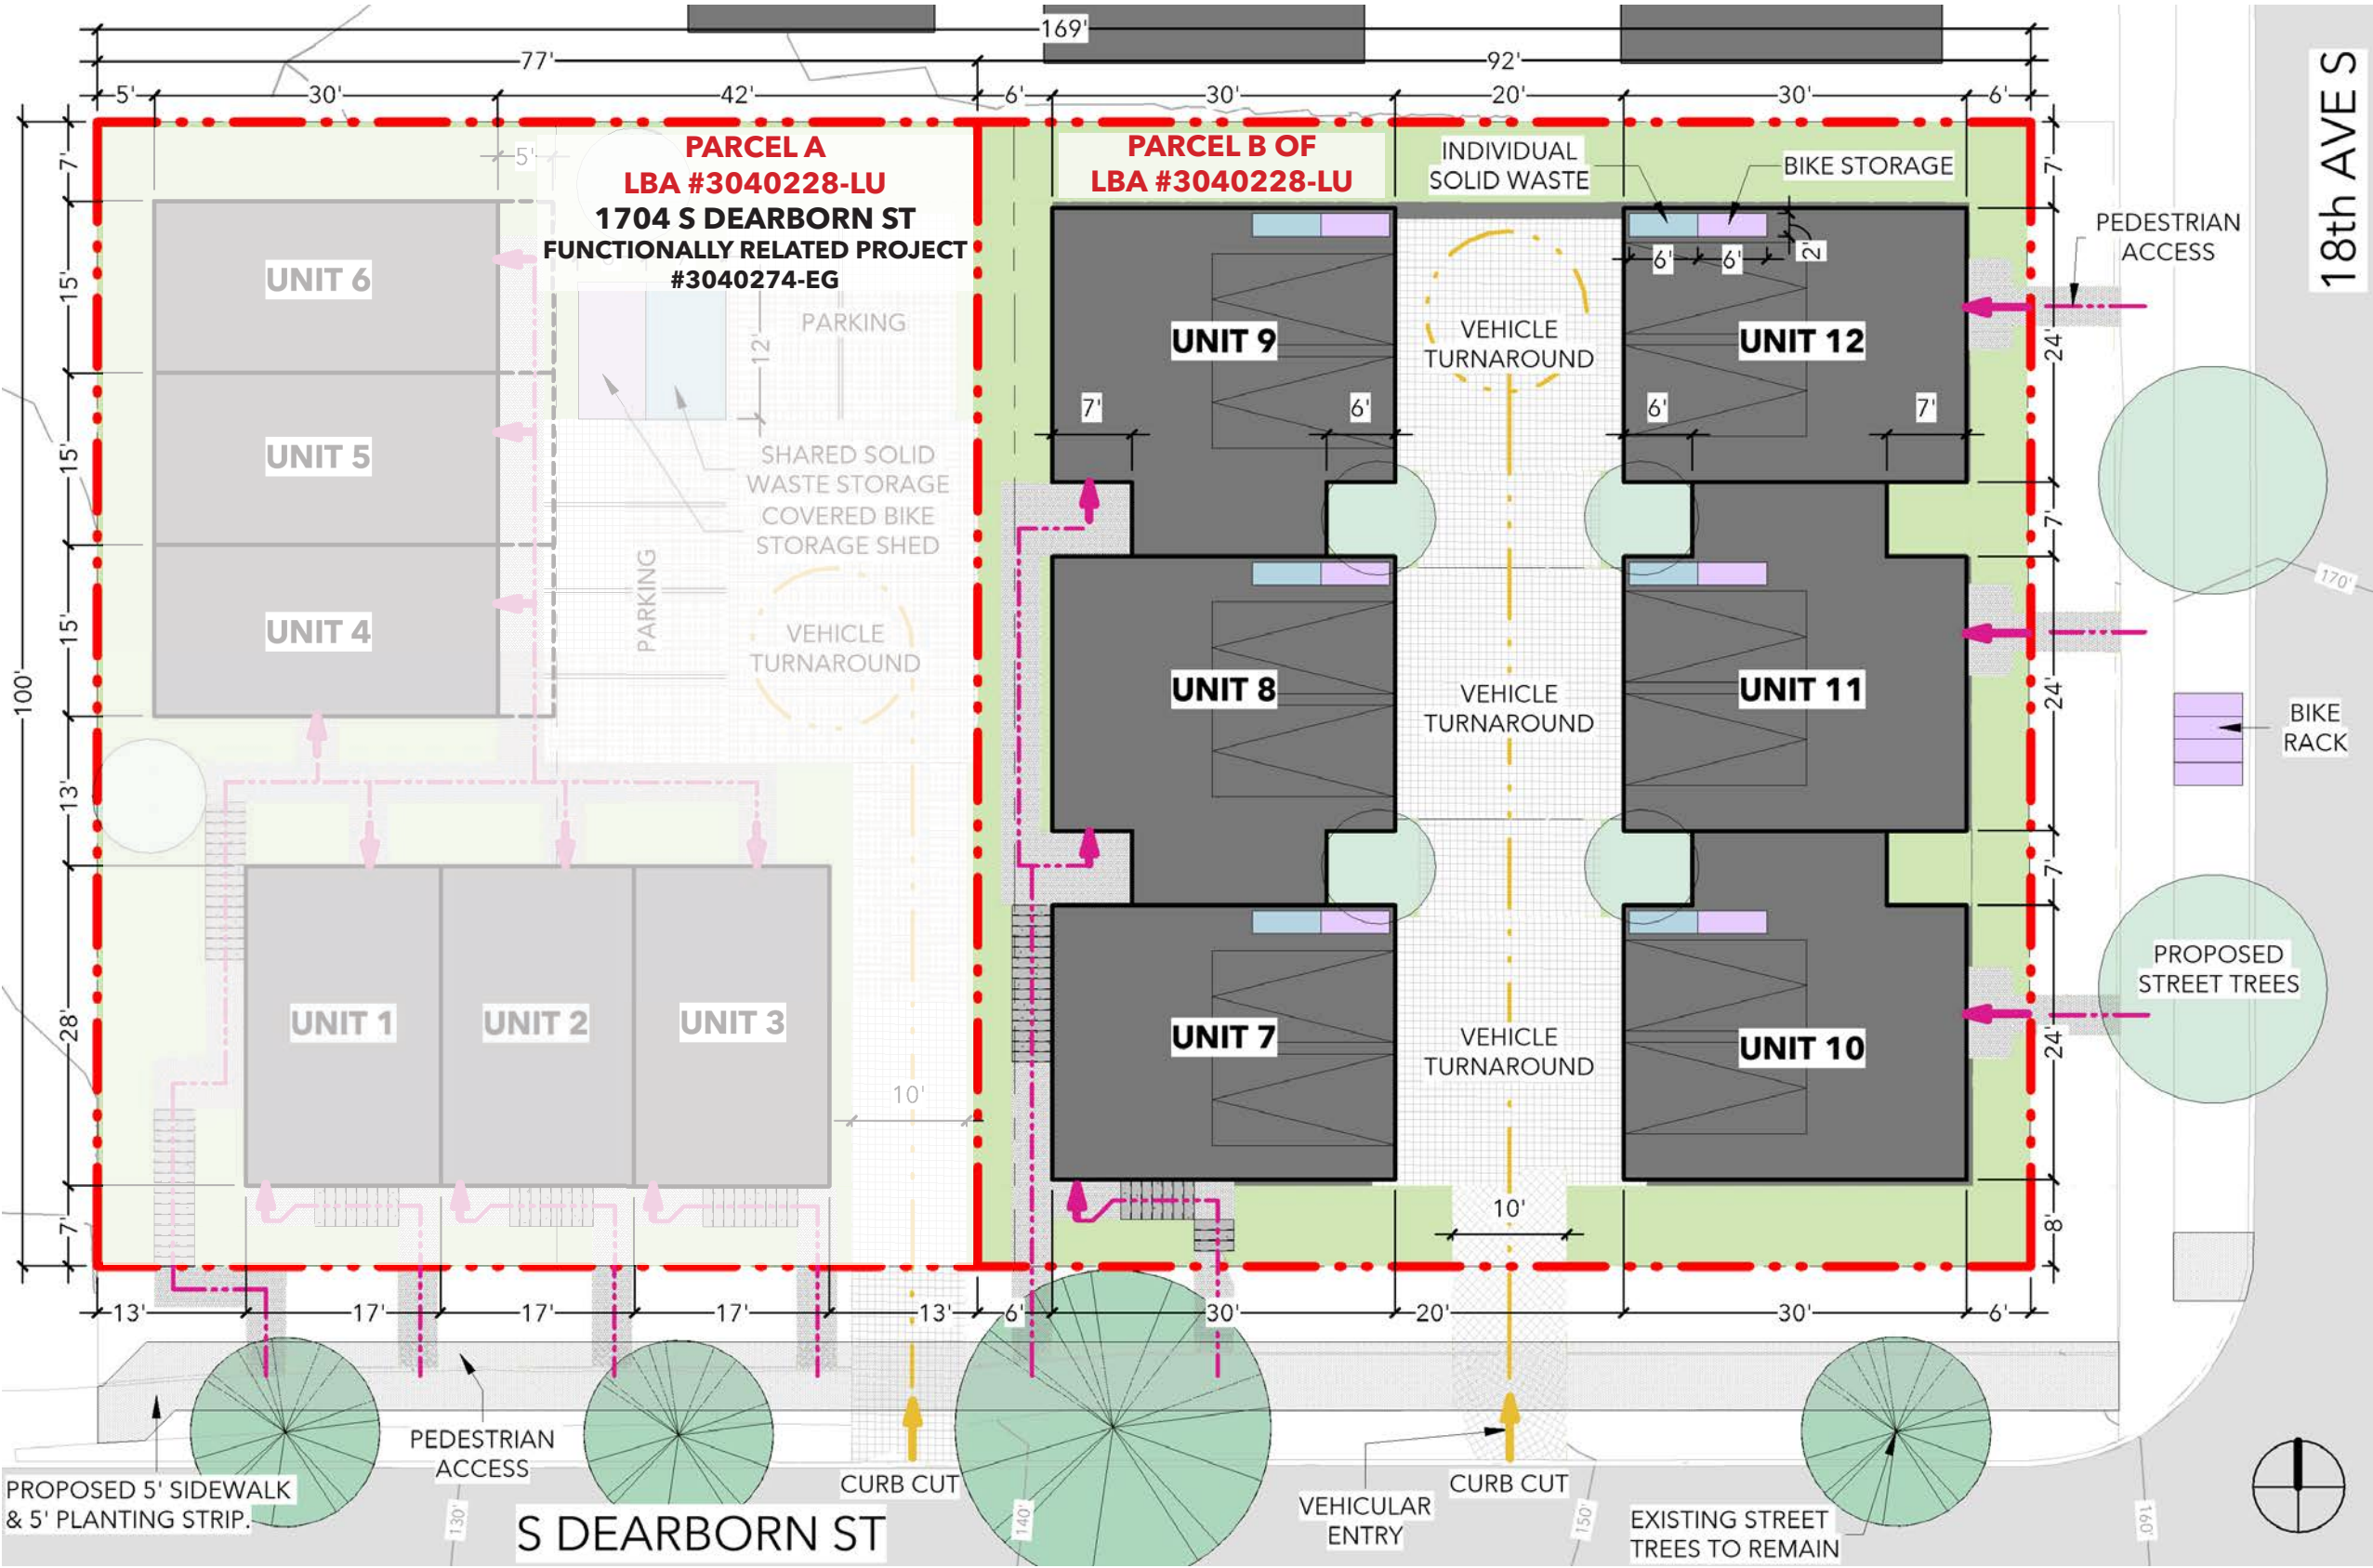 169'
77'
92'
5'
30'
42'
6'
30'
20'
30'
6'
5'
PARCEL A
LBA #3040228-LU
1704 S DEARBORN ST
FUNCTIONALLY RELATED PROJECT
#3040274-EG
PARCEL B OF
LBA #3040228-LU
INDIVIDUAL
SOLID WASTE
BIKE STORAGE
18th AVE S
PEDESTRIAN
ACCESS
100'
7'
15'
15'
15'
13'
28'
7'
7'
24'
7'
24'
7'
24'
8'
6'
6'
2'
UNIT 6
UNIT 5
UNIT 4
PARKING
12'
SHARED SOLID
WASTE STORAGE
COVERED BIKE
STORAGE SHED
PARKING
VEHICLE
TURNAROUND
UNIT 9
VEHICLE
TURNAROUND
UNIT 12
7'
6'
6'
7'
170'
UNIT 8
VEHICLE
TURNAROUND
UNIT 11
BIKE
RACK
UNIT 1
UNIT 2
UNIT 3
10'
UNIT 7
VEHICLE
TURNAROUND
UNIT 10
PROPOSED
STREET TREES
10'
13'
17'
17'
17'
13'
6'
30'
20'
30'
6'
PROPOSED 5' SIDEWALK
& 5' PLANTING STRIP.
PEDESTRIAN
ACCESS
130'
S DEARBORN ST
CURB CUT
140'
VEHICULAR
ENTRY
CURB CUT
150'
EXISTING STREET
TREES TO REMAIN
160'